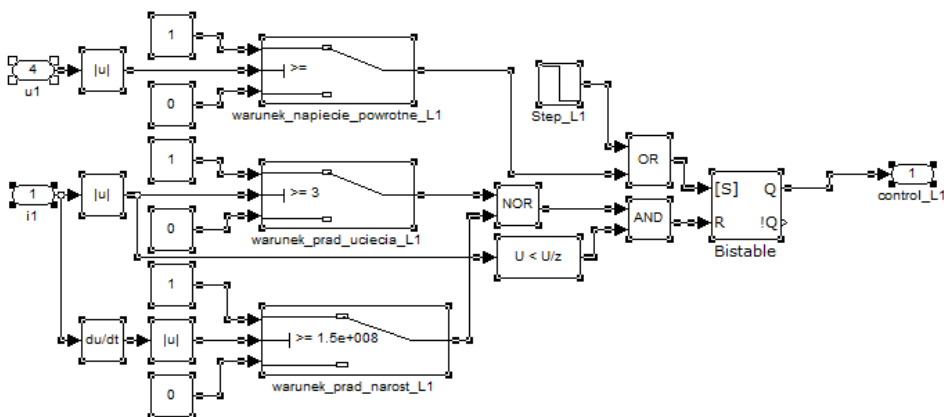 1
4
|u|
>=
u1
0
warunek_napiecie_powrotne_L1
Step_L1
OR
1
1
|u|
>= 3
i1
0
warunek_prad_uciecia_L1
NOR
AND
U < U/z
[S] Q
R !Q
Bistable
1
control_L1
1
du/dt
|u|
>= 1.5e+008
0
warunek_prad_narost_L1